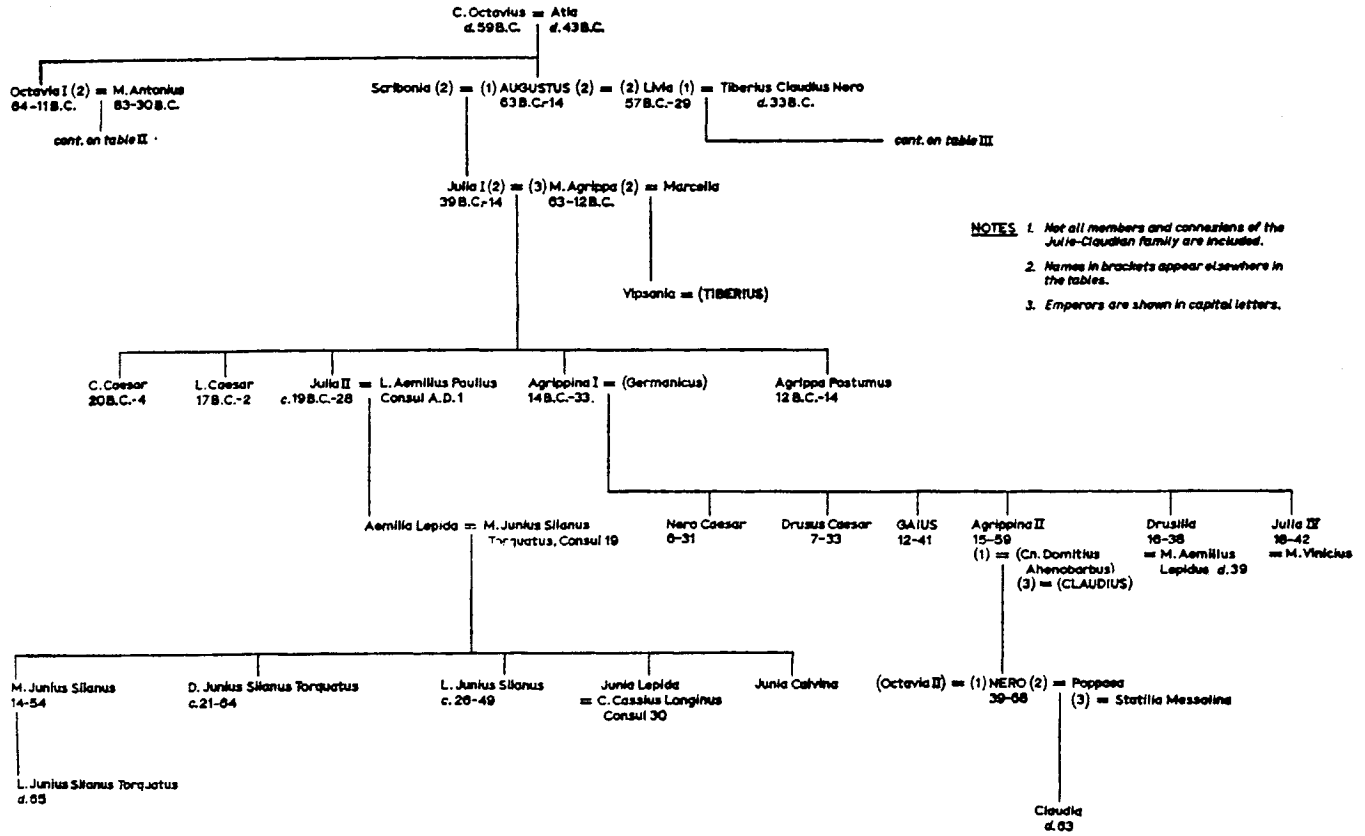 C. Octavius = Atia
d. 59 B.C. d. 43 B.C.
Octavia I (2) = M. Antonius
64-11 B.C. 83-30 B.C.
cont. on table II
Scribonia (2) = (1) AUGUSTUS (2) = (2) Livia (1) = Tiberius Claudius Nero
63 B.C.-14 57 B.C.-29 d. 33 B.C.
cont. on table III
Julia I (2) = (3) M. Agrippa (2) = Marcella
39 B.C.-14 63-12 B.C.
NOTES 1. Not all members and connexions of the
Julio-Claudian family are included.
2. Names in brackets appear elsewhere in
the tables.
3. Emperors are shown in capital letters.
Vipsania = (TIBERIUS)
C. Caesar
20 B.C.-4
L. Caesar
17 B.C.-2
Julia II = L. Aemilius Paullus
c. 19 B.C.-28 Consul A.D. 1
Agrippina I = (Germanicus)
14 B.C.-33.
Agrippa Postumus
12 B.C.-14
Aemilia Lepida = M. Junius Silanus
Torquatus, Consul 19
Nero Caesar
6-31
Drusus Caesar
7-33
GAIUS
12-41
Agrippina II
15-59
(1) = (Cn. Domitius
Ahenobarbus)
(3) = (CLAUDIUS)
Drusilla
16-38
= M. Aemilius
Lepidus d. 39
Julia IV
18-42
= M. Vinicius
M. Junius Silanus
14-54
D. Junius Silanus Torquatus
c. 21-64
L. Junius Silanus
c. 26-49
Junia Lepida
= C. Cassius Longinus
Consul 30
Junia Calvina
(Octavia II) = (1) NERO (2) = Poppaea
39-68 (3) = Statilia Messalina
L. Junius Silanus Torquatus
d. 65
Claudia
d. 63